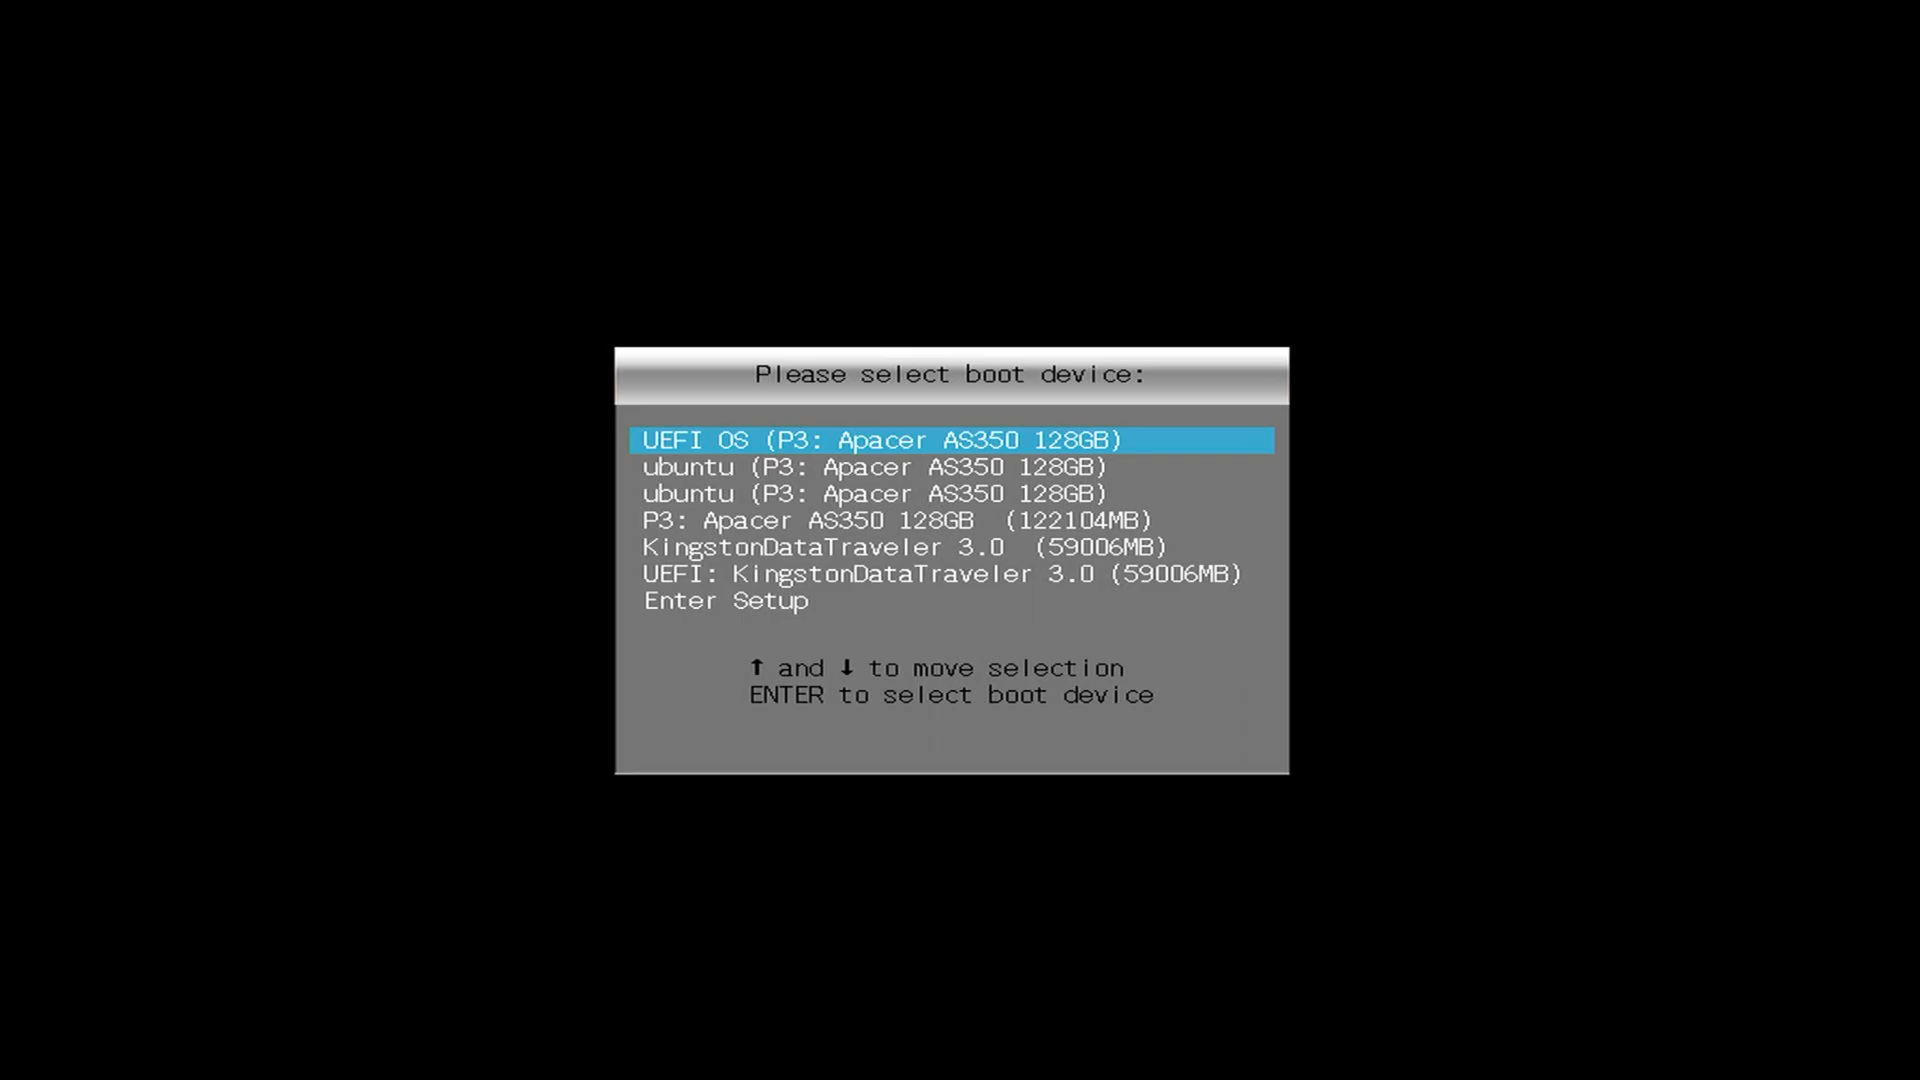 Please select boot device:
UEFI OS (P3: Apacer AS350 128GB)
ubuntu (P3: Apacer AS350 128GB)
ubuntu (P3: Apacer AS350 128GB)
P3: Apacer AS350 128GB  (122104MB)
KingstonDataTraveler 3.0  (59006MB)
UEFI: KingstonDataTraveler 3.0 (59006MB)
Enter Setup
↑ and ↓ to move selection
ENTER to select boot device